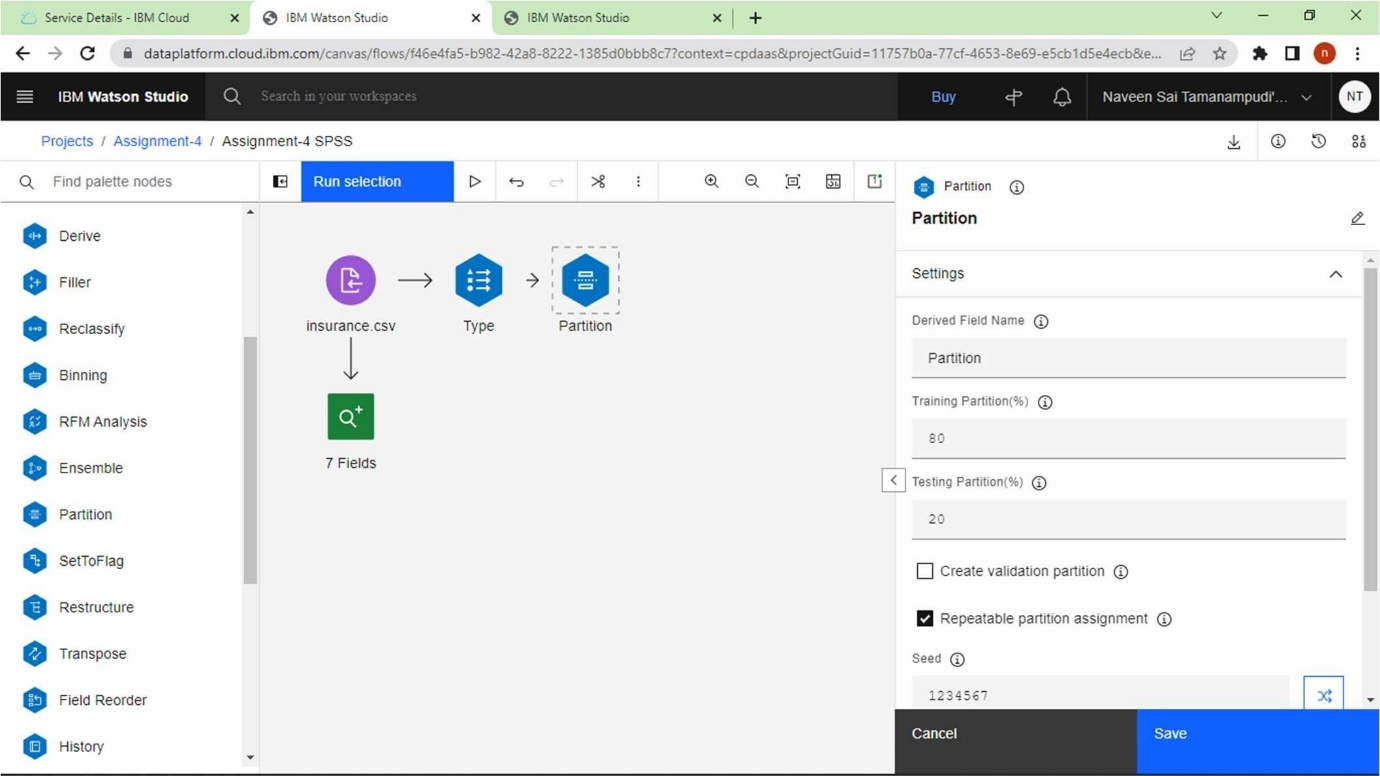 Service Details - IBM Cloud
IBM Watson Studio
IBM Watson Studio
dataplatform.cloud.ibm.com/canvas/flows/f46e4fa5-b982-42a8-8222-1385d0bbb8c7?context=cpdaas&projectGuid=11757b0a-77cf-4653-8e69-e5cb1d5e4ecb&e...
n
IBM Watson Studio
Search in your workspaces
Buy
Naveen Sai Tamanampudi'...
NT
Projects / Assignment-4 / Assignment-4 SPSS
Find palette nodes
Run selection
Derive
Filler
Reclassify
Binning
RFM Analysis
Ensemble
Partition
SetToFlag
Restructure
Transpose
Field Reorder
History
insurance.csv
Type
Partition
7 Fields
Partition
Partition
Settings
Derived Field Name
Partition
Training Partition(%)
80
Testing Partition(%)
20
Create validation partition
Repeatable partition assignment
Seed
1234567
Cancel
Save